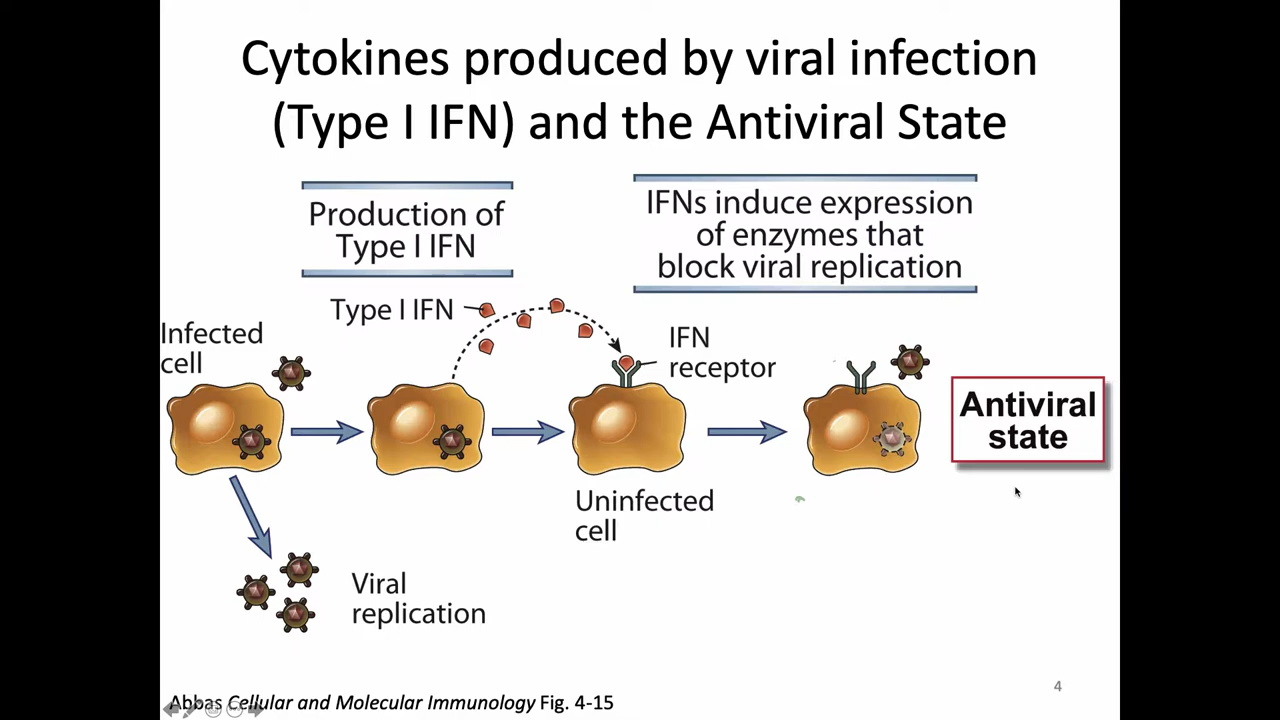 Cytokines produced by viral infection
(Type I IFN) and the Antiviral State
Production of
Type I IFN
IFNs induce expression
of enzymes that
block viral replication
Type I IFN
Infected
cell
IFN
receptor
Antiviral
state
Uninfected
cell
Viral
replication
4
Abbas Cellular and Molecular Immunology Fig. 4-15